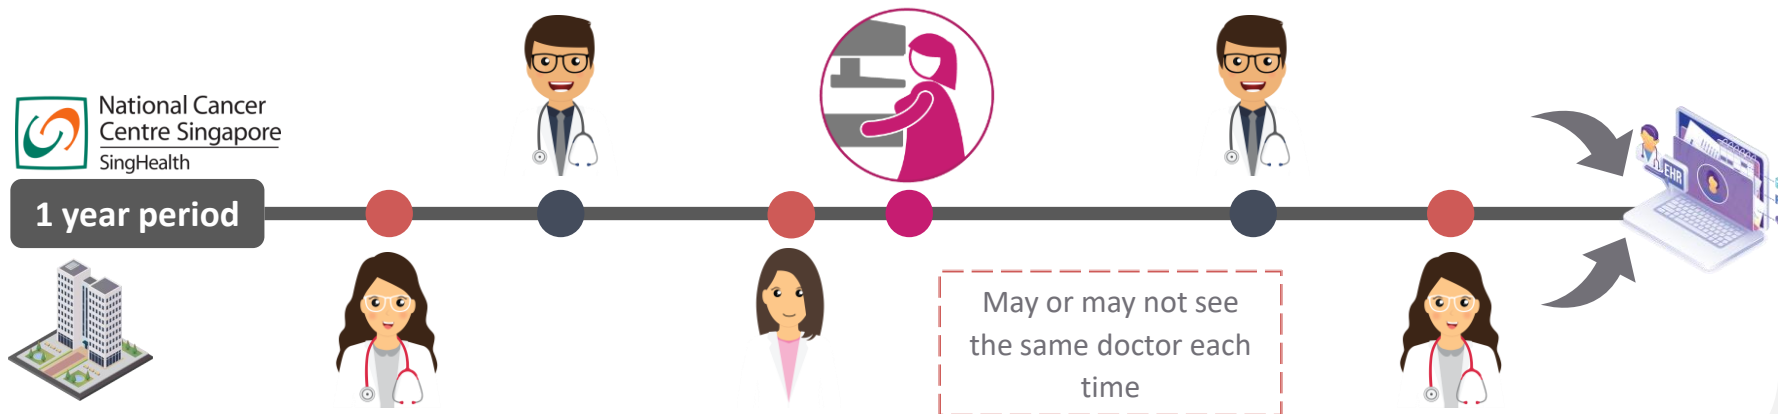 National Cancer
Centre Singapore
SingHealth
1 year period
EHR
May or may not see
the same doctor each
time